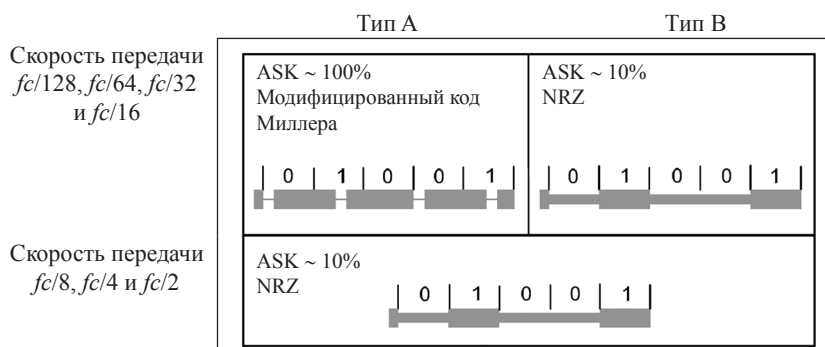 Тип A
Тип B
Скорость передачи
fc/128, fc/64, fc/32
и fc/16
ASK ~ 100%
Модифицированный код
Миллера
0 1 0 0 1
ASK ~ 10%
NRZ
0 1 0 0 1
Скорость передачи
fc/8, fc/4 и fc/2
ASK ~ 10%
NRZ
0 1 0 0 1